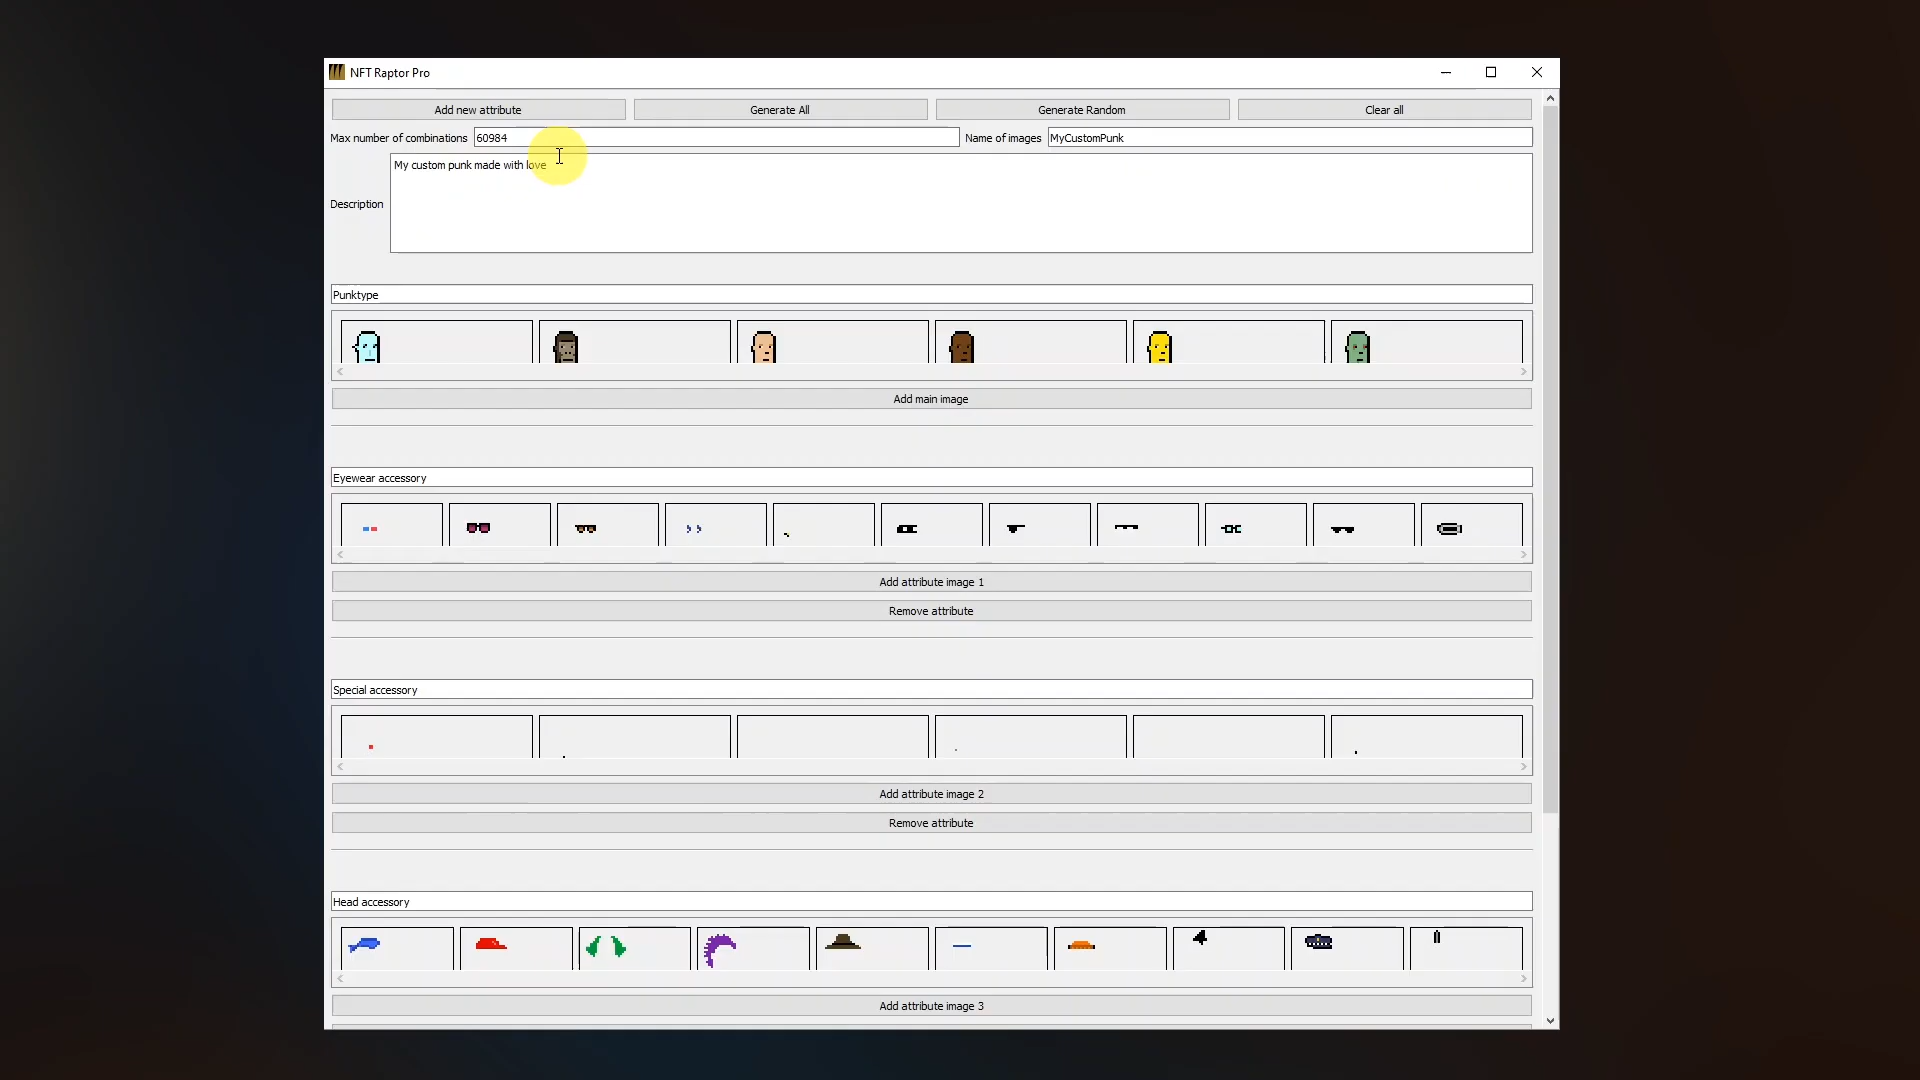 NFT Raptor Pro
Add new attribute Generate All Generate Random Clear all
Max number of combinations 60984 Name of images MyCustomPunk
My custom punk made with love
Description
Punktype
Add main image
Eyewear accessory
Add attribute image 1
Remove attribute
Special accessory
Add attribute image 2
Remove attribute
Head accessory
Add attribute image 3